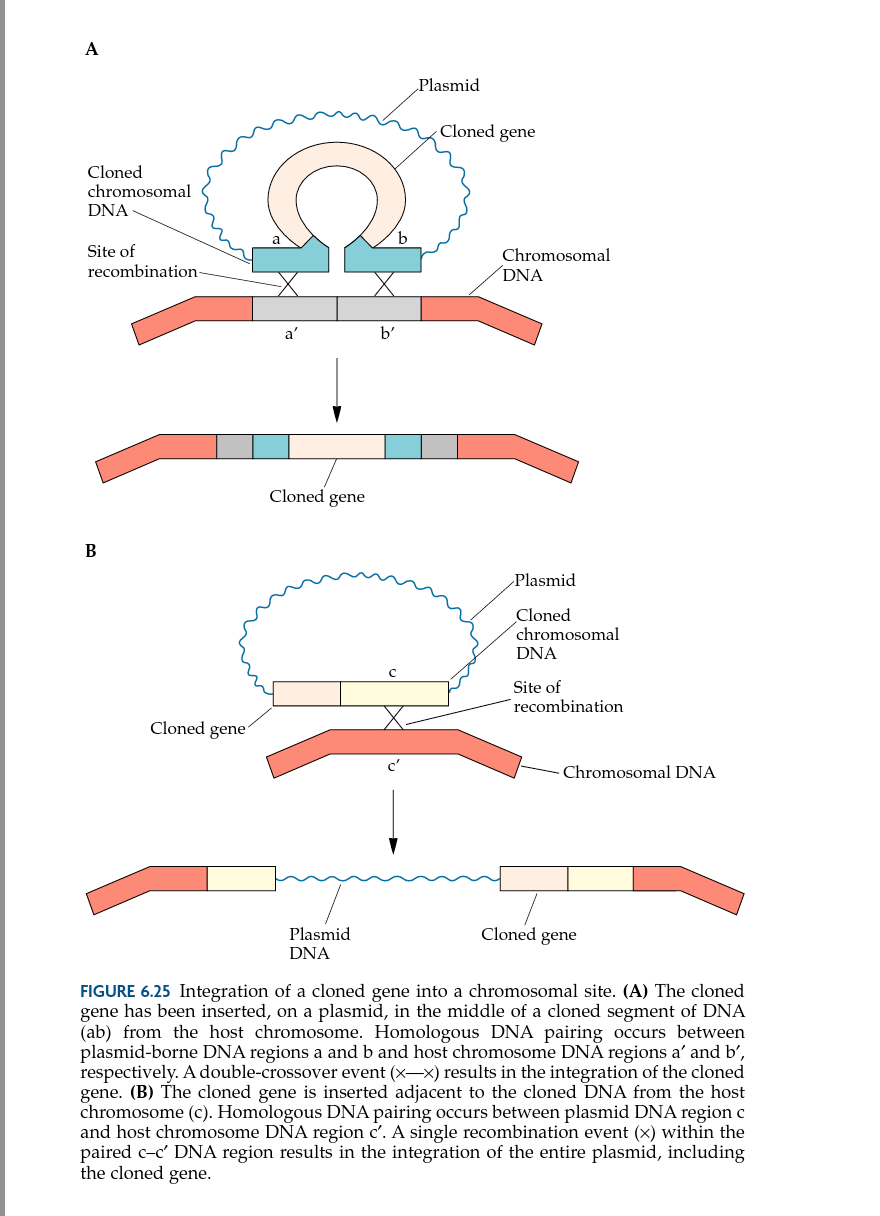 A
Plasmid
Cloned gene
Cloned
chromosomal
DNA
a
b
Site of
recombination
Chromosomal
DNA
a′
b′
Cloned gene
B
Plasmid
Cloned
chromosomal
DNA
c
Site of
recombination
Cloned gene
c′
Chromosomal DNA
Plasmid
DNA
Cloned gene
FIGURE 6.25 Integration of a cloned gene into a chromosomal site. (A) The cloned
gene has been inserted, on a plasmid, in the middle of a cloned segment of DNA
(ab) from the host chromosome. Homologous DNA pairing occurs between
plasmid-borne DNA regions a and b and host chromosome DNA regions a′ and b′,
respectively. A double-crossover event (×—×) results in the integration of the cloned
gene. (B) The cloned gene is inserted adjacent to the cloned DNA from the host
chromosome (c). Homologous DNA pairing occurs between plasmid DNA region c
and host chromosome DNA region c′. A single recombination event (×) within the
paired c–c′ DNA region results in the integration of the entire plasmid, including
the cloned gene.